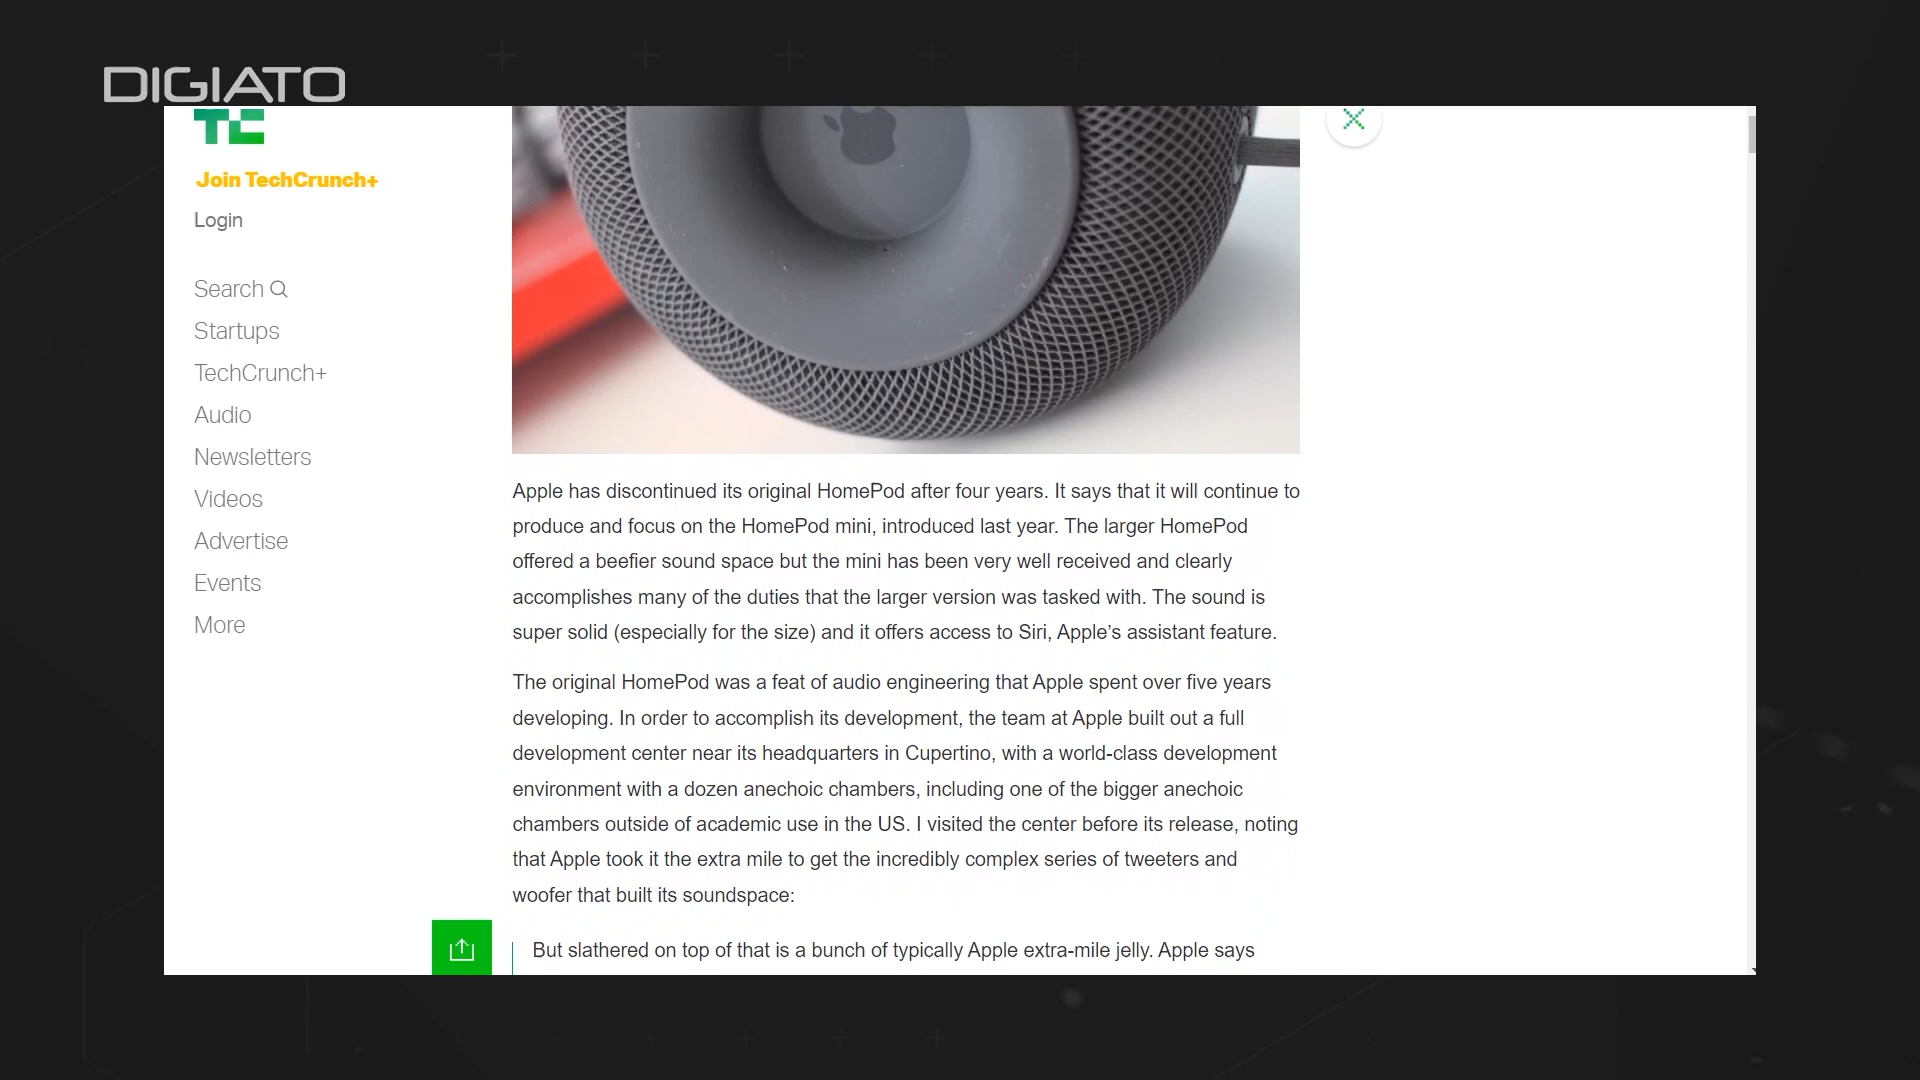 DIGIATO
TC
Join TechCrunch+
Login
Search
Startups
TechCrunch+
Audio
Newsletters
Videos
Advertise
Events
More
Apple has discontinued its original HomePod after four years. It says that it will continue to
produce and focus on the HomePod mini, introduced last year. The larger HomePod
offered a beefier sound space but the mini has been very well received and clearly
accomplishes many of the duties that the larger version was tasked with. The sound is
super solid (especially for the size) and it offers access to Siri, Apple’s assistant feature.
The original HomePod was a feat of audio engineering that Apple spent over five years
developing. In order to accomplish its development, the team at Apple built out a full
development center near its headquarters in Cupertino, with a world-class development
environment with a dozen anechoic chambers, including one of the bigger anechoic
chambers outside of academic use in the US. I visited the center before its release, noting
that Apple took it the extra mile to get the incredibly complex series of tweeters and
woofer that built its soundspace:
But slathered on top of that is a bunch of typically Apple extra-mile jelly. Apple says